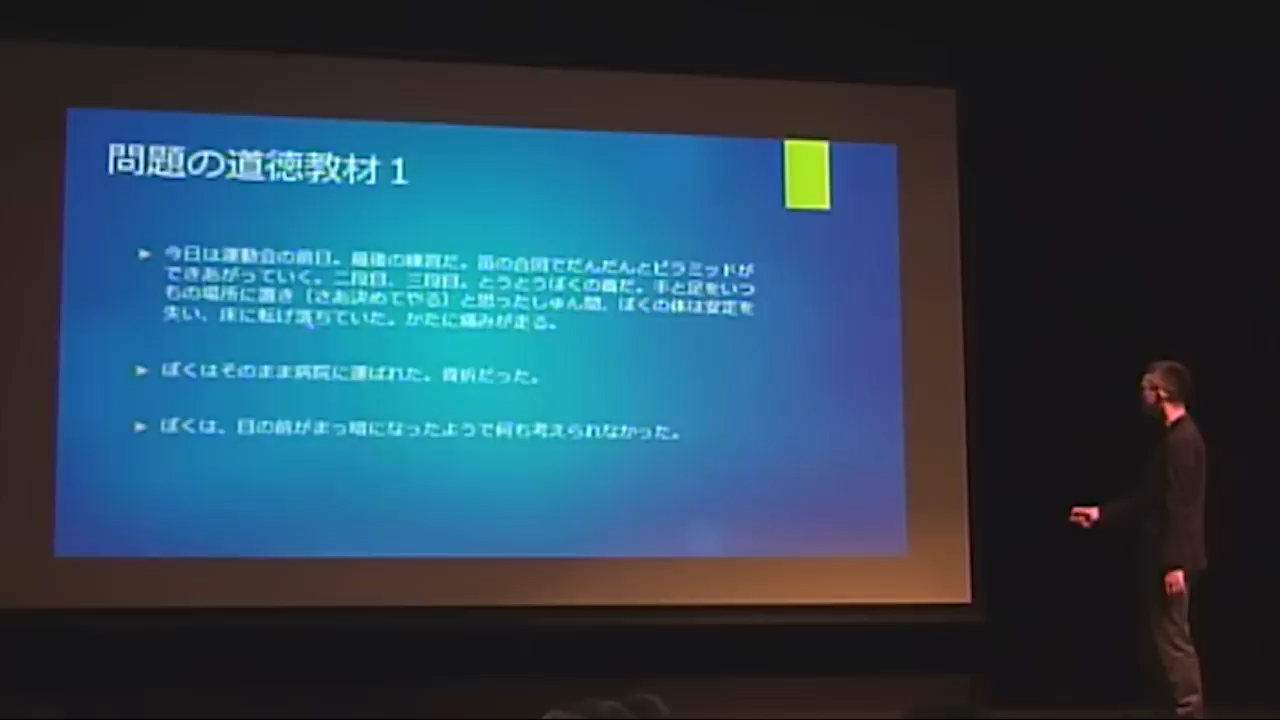 問題の道徳教材1
▶ 今日は運動会の前日。最後の練習だ。笛の合図でだんだんとピラミッドが
できあがっていく。二段目、三段目。とうとうぼくの番だ。手と足をいつ
もの場所に置き(さあ決めてやる)と思ったしゅん間、ぼくの体は安定を
失い、床に転げ落ちていた。かたに痛みが走る。
▶ ぼくはそのまま病院に運ばれた。骨折だった。
▶ ぼくは、目の前がまっ暗になったようで何も考えられなかった。